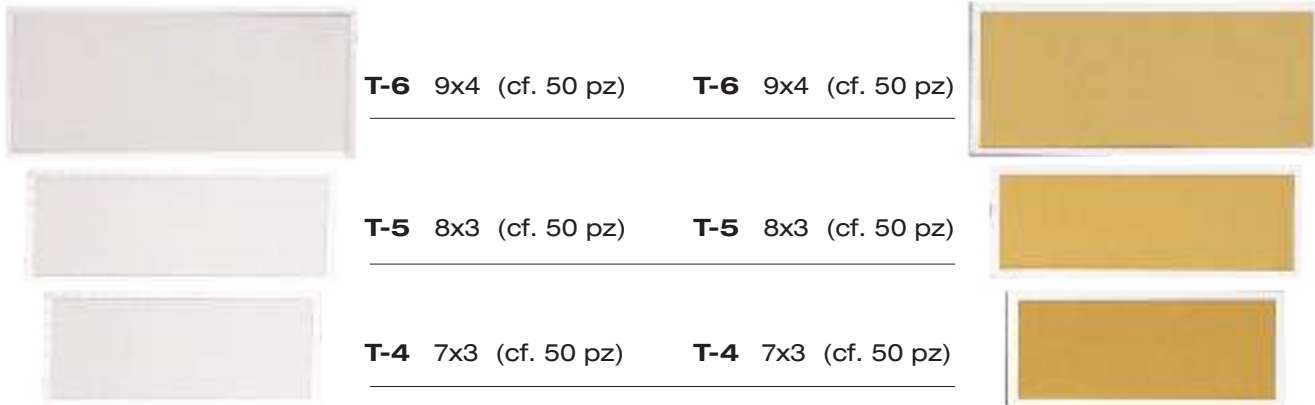 T-6 9x4 (cf. 50 pz) T-6 9x4 (cf. 50 pz)
T-5 8x3 (cf. 50 pz) T-5 8x3 (cf. 50 pz)
T-4 7x3 (cf. 50 pz) T-4 7x3 (cf. 50 pz)